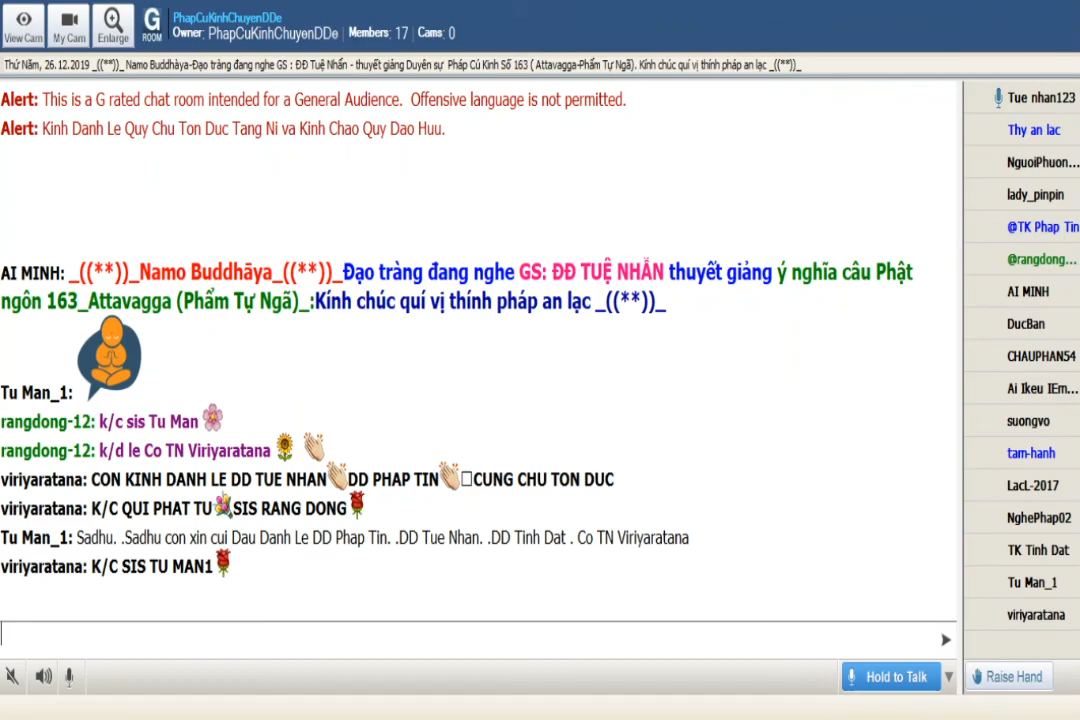 View Cam
My Cam
Enlarge
G
ROOM
PhapCuKinhChuyenDDe
Owner: PhapCuKinhChuyenDDe | Members: 17 | Cams: 0
Thứ Năm, 26.12.2019 _((**))_ Namo Buddhàya-Đạo tràng đang nghe GS : ĐĐ Tuệ Nhẫn - thuyết giảng Duyên sự Pháp Cú Kinh Số 163 ( Attavagga-Phẩm Tự Ngã). Kính chúc quí vị thính pháp an lạc _((**))_
Alert: This is a G rated chat room intended for a General Audience. Offensive language is not permitted.
Alert: Kinh Danh Le Quy Chu Ton Duc Tang Ni va Kinh Chao Quy Dao Huu.
AI MINH: _((**))_Namo Buddhāya_((**))_Đạo tràng đang nghe GS: ĐĐ TUỆ NHẪN thuyết giảng ý nghĩa câu Phật
ngôn 163_Attavagga (Phẩm Tự Ngã)_:Kính chúc quí vị thính pháp an lạc _((**))_
Tu Man_1:
rangdong-12: k/c sis Tu Man
rangdong-12: k/d le Co TN Viriyaratana
viriyaratana: CON KINH DANH LE DD TUE NHAN DD PHAP TIN CUNG CHU TON DUC
viriyaratana: K/C QUI PHAT TU SIS RANG DONG
Tu Man_1: Sadhu. .Sadhu con xin cui Dau Danh Le DD Phap Tin. .DD Tue Nhan. .DD Tinh Dat . Co TN Viriyaratana
viriyaratana: K/C SIS TU MAN1
Tue nhan123
Thy an lac
NguoiPhuon...
lady_pinpin
@TK Phap Tin
@rangdong...
AI MINH
DucBan
CHAUPHAN54
Ai Ikeu IEm...
suongvo
tam-hanh
LacL-2017
NghePhap02
TK Tinh Dat
Tu Man_1
viriyaratana
Hold to Talk
Raise Hand